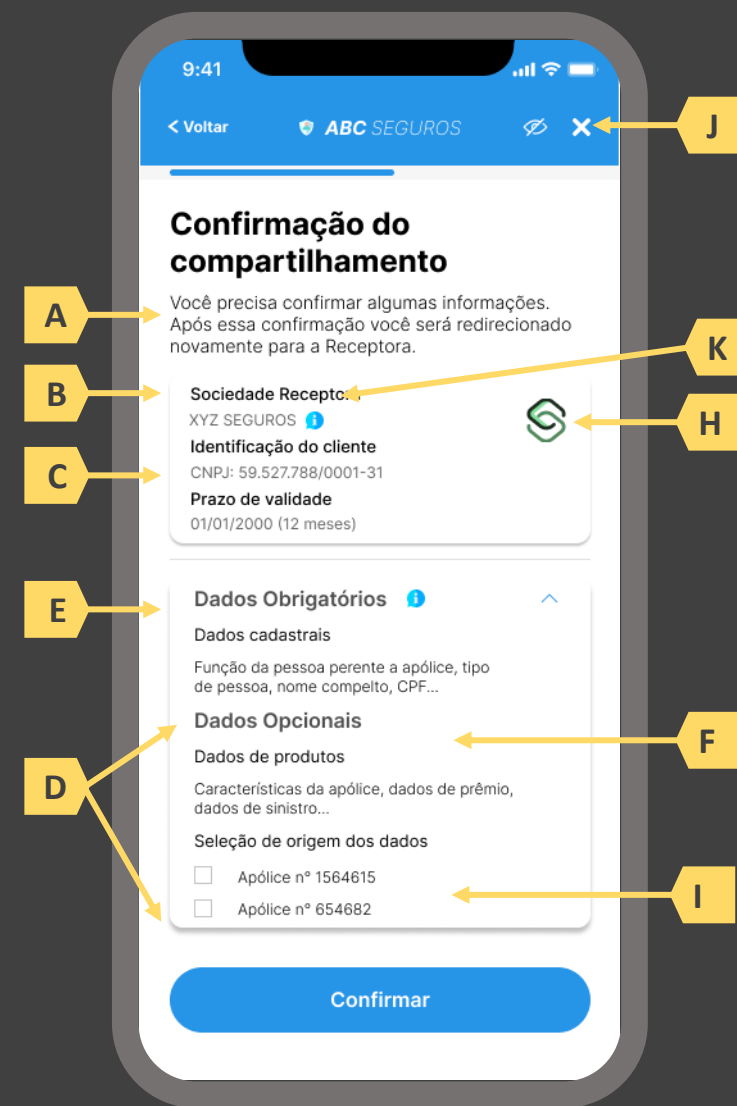 9:41
< Voltar
ABC SEGUROS
J
Confirmação do
compartilhamento
A
Você precisa confirmar algumas informações.
Após essa confirmação você será redirecionado
novamente para a Receptora.
K
B
Sociedade Receptora
XYZ SEGUROS
H
Identificação do cliente
C
CNPJ: 59.527.788/0001-31
Prazo de validade
01/01/2000 (12 meses)
E
Dados Obrigatórios
Dados cadastrais
Função da pessoa perente a apólice, tipo
de pessoa, nome compelto, CPF...
Dados Opcionais
F
Dados de produtos
D
Características da apólice, dados de prêmio,
dados de sinistro...
Seleção de origem dos dados
Apólice nº 1564615
I
Apólice nº 654682
Confirmar